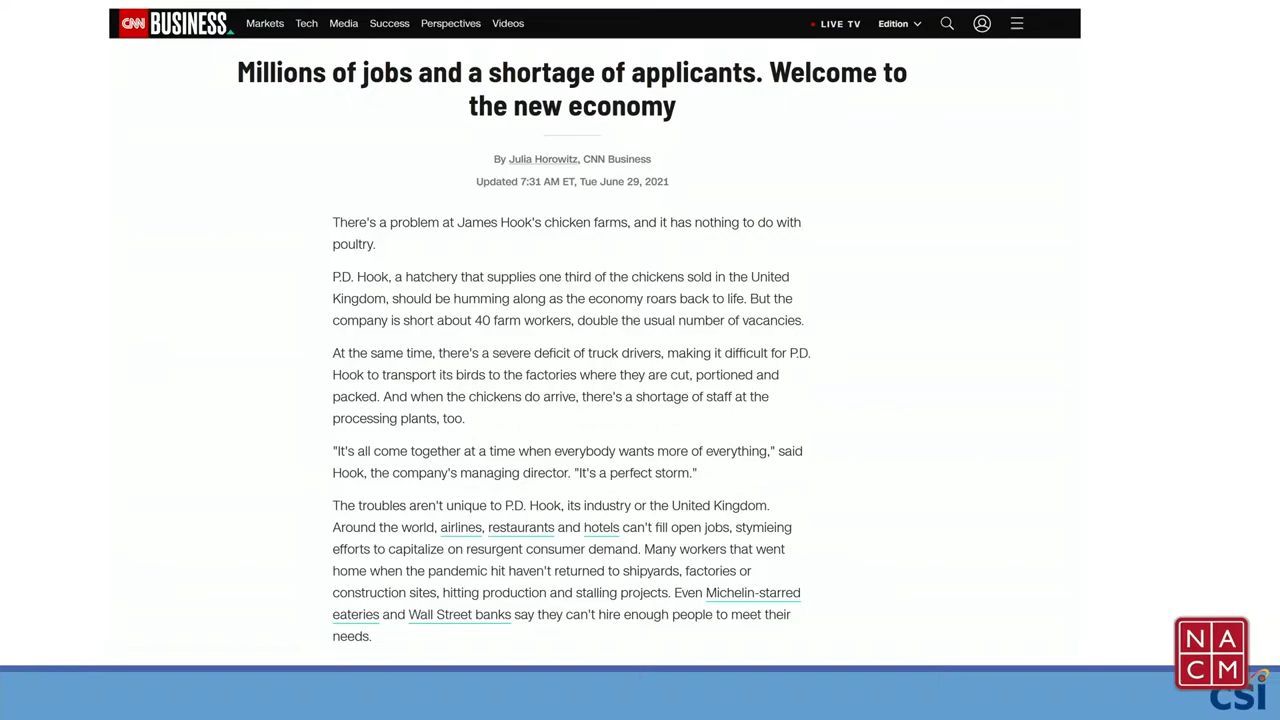 CNN BUSINESS Markets Tech Media Success Perspectives Videos LIVE TV Edition
Millions of jobs and a shortage of applicants. Welcome to
the new economy
By Julia Horowitz, CNN Business
Updated 7:31 AM ET, Tue June 29, 2021
There's a problem at James Hook's chicken farms, and it has nothing to do with
poultry.
P.D. Hook, a hatchery that supplies one third of the chickens sold in the United
Kingdom, should be humming along as the economy roars back to life. But the
company is short about 40 farm workers, double the usual number of vacancies.
At the same time, there's a severe deficit of truck drivers, making it difficult for P.D.
Hook to transport its birds to the factories where they are cut, portioned and
packed. And when the chickens do arrive, there's a shortage of staff at the
processing plants, too.
"It's all come together at a time when everybody wants more of everything," said
Hook, the company's managing director. "It's a perfect storm."
The troubles aren't unique to P.D. Hook, its industry or the United Kingdom.
Around the world, airlines, restaurants and hotels can't fill open jobs, stymieing
efforts to capitalize on resurgent consumer demand. Many workers that went
home when the pandemic hit haven't returned to shipyards, factories or
construction sites, hitting production and stalling projects. Even Michelin-starred
eateries and Wall Street banks say they can't hire enough people to meet their
needs.
NA
CM
CSI